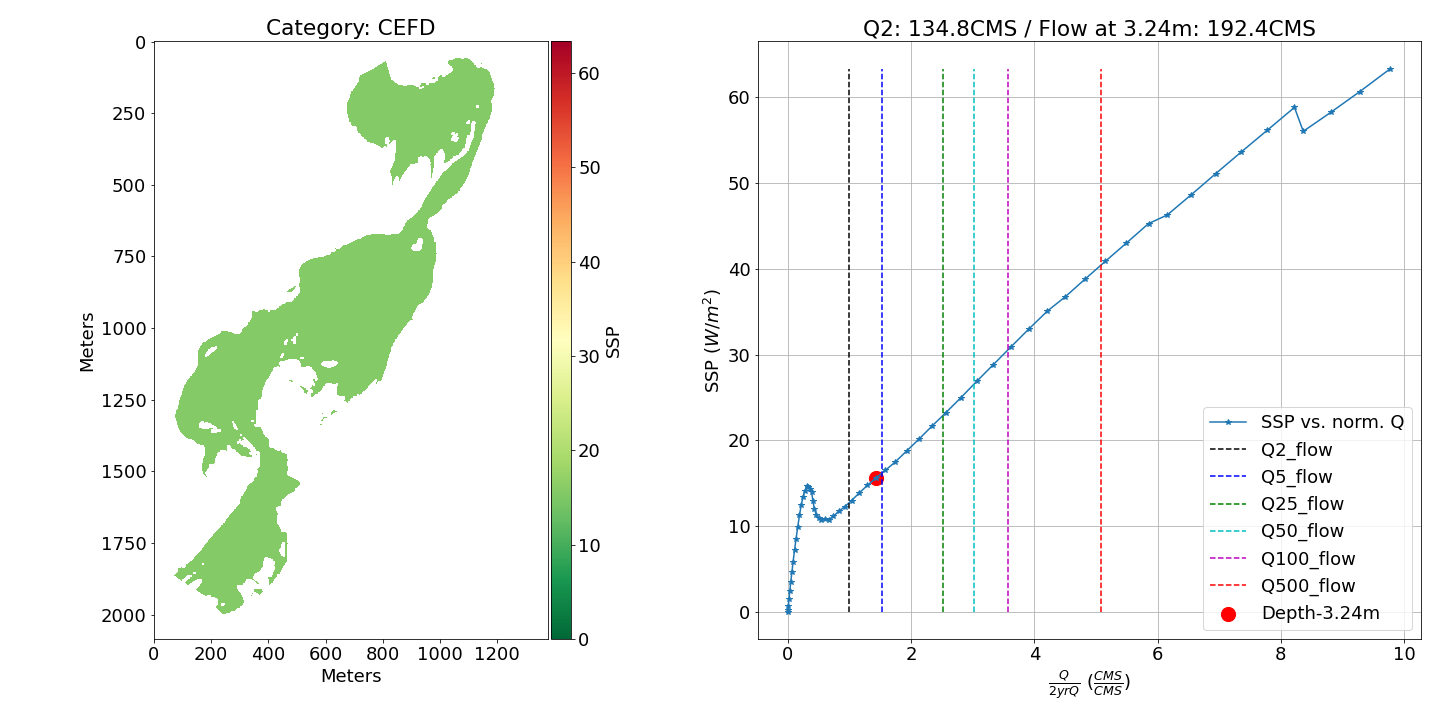 Category: CEFD
0
250
500
750
1000
1250
1500
1750
2000
Meters
0
200
400
600
800
1000
1200
Meters
60
50
40
30
20
10
0
SSP
Q2: 134.8CMS / Flow at 3.24m: 192.4CMS
60
50
40
30
20
10
0
SSP (W/m²)
0
2
4
6
8
10
Q/2yrQ (CMS/CMS)
SSP vs. norm. Q
Q2_flow
Q5_flow
Q25_flow
Q50_flow
Q100_flow
Q500_flow
Depth-3.24m